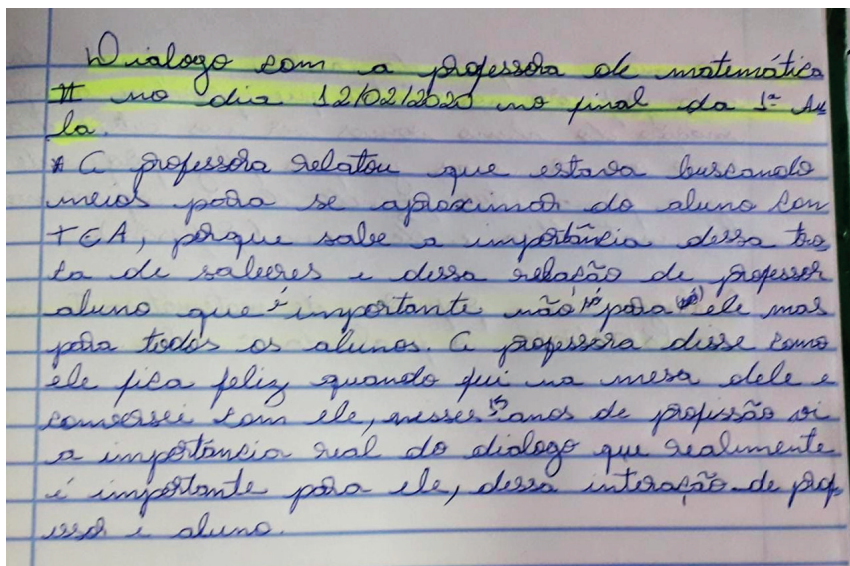 Dialogo com a professora de matemática
# no dia 12/02/2020 no final da 1ª Au
la.
* A professora relatou que estava buscando
meios para se aproximar do aluno com
TEA, porque sabe a importância dessa tro
ca de saberes e dessa relação de professor
aluno que é importante não só para (só) ele mas
para todos os alunos. A professora disse como
ele fica feliz quando fui na mesa dele e
conversei com ele, nesses 15 anos de profissão vi
a importância real do dialogo que realmente
é importante para ele, dessa interação de prof
essor e aluno.